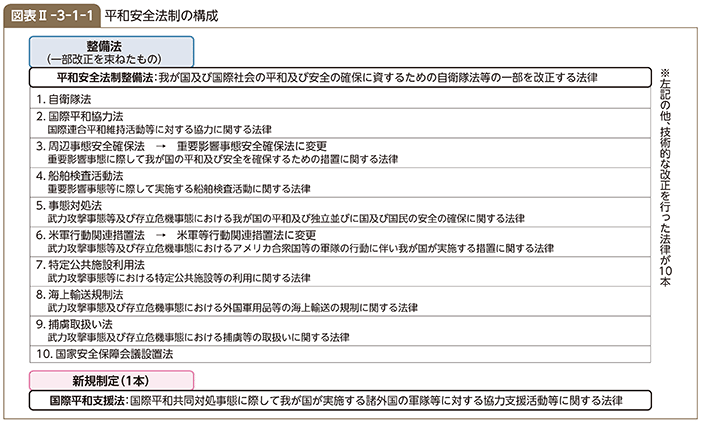 図表Ⅱ-3-1-1 平和安全法制の構成
整備法
(一部改正を束ねたもの)
平和安全法制整備法:我が国及び国際社会の平和及び安全の確保に資するための自衛隊法等の一部を改正する法律
1. 自衛隊法
2. 国際平和協力法
国際連合平和維持活動等に対する協力に関する法律
3. 周辺事態安全確保法 → 重要影響事態安全確保法に変更
重要影響事態に際して我が国の平和及び安全を確保するための措置に関する法律
4. 船舶検査活動法
重要影響事態等に際して実施する船舶検査活動に関する法律
5. 事態対処法
武力攻撃事態等及び存立危機事態における我が国の平和及び独立並びに国及び国民の安全の確保に関する法律
6. 米軍行動関連措置法 → 米軍等行動関連措置法に変更
武力攻撃事態等及び存立危機事態におけるアメリカ合衆国等の軍隊の行動に伴い我が国が実施する措置に関する法律
7. 特定公共施設利用法
武力攻撃事態等における特定公共施設等の利用に関する法律
8. 海上輸送規制法
武力攻撃事態及び存立危機事態における外国軍用品等の海上輸送の規制に関する法律
9. 捕虜取扱い法
武力攻撃事態及び存立危機事態における捕虜等の取扱いに関する法律
10. 国家安全保障会議設置法
※左記の他、技術的な改正を行った法律が10本
新規制定(1本)
国際平和支援法:国際平和共同対処事態に際して我が国が実施する諸外国の軍隊等に対する協力支援活動等に関する法律